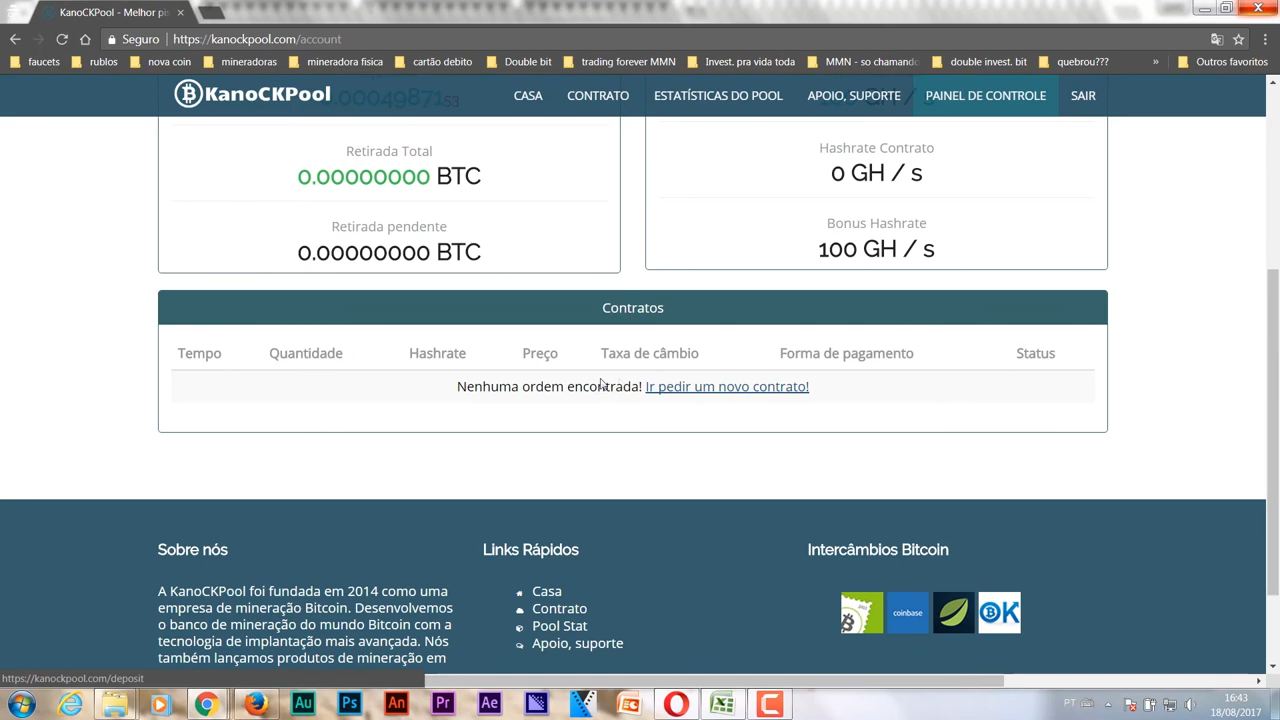 KanoCKPool - Melhor pis
Seguro https://kanockpool.com/account
faucets rublos nova coin mineradoras mineradora fisica cartão debito Double bit trading forever MMN Invest. pra vida toda MMN - so chamando double invest. bit quebrou??? » Outros favoritos
KanoCKPool CASA CONTRATO ESTATÍSTICAS DO POOL APOIO, SUPORTE PAINEL DE CONTROLE SAIR
Retirada Total
0.00000000 BTC
Retirada pendente
0.00000000 BTC
Hashrate Contrato
0 GH / s
Bonus Hashrate
100 GH / s
Contratos
Tempo Quantidade Hashrate Preço Taxa de câmbio Forma de pagamento Status
Nenhuma ordem encontrada! Ir pedir um novo contrato!
Sobre nós
A KanoCKPool foi fundada em 2014 como uma
empresa de mineração Bitcoin. Desenvolvemos
o banco de mineração do mundo Bitcoin com a
tecnologia de implantação mais avançada. Nós
também lançamos produtos de mineração em
Links Rápidos
Casa
Contrato
Pool Stat
Apoio, suporte
Intercâmbios Bitcoin
coinbase
OK
https://kanockpool.com/deposit
Au Ps An Pr Ae
PT
16:43
18/08/2017